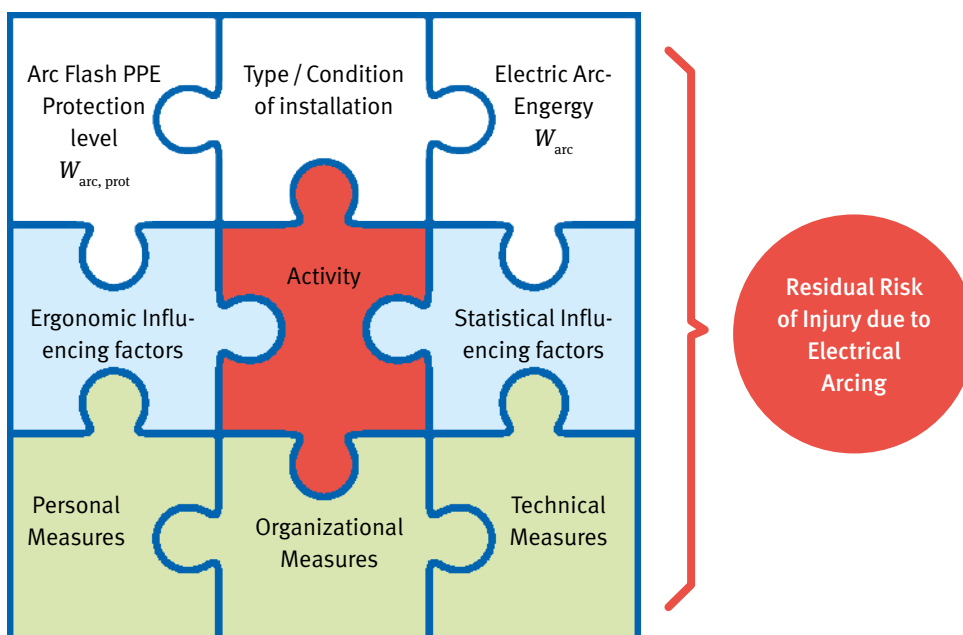 Arc Flash PPE
Protection
level
W arc, prot
Type / Condition
of installation
Electric Arc-
Engergy
W arc
Ergonomic Influ-
encing factors
Activity
Statistical Influ-
encing factors
Personal
Measures
Organizational
Measures
Technical
Measures
Residual Risk
of Injury due to
Electrical
Arcing